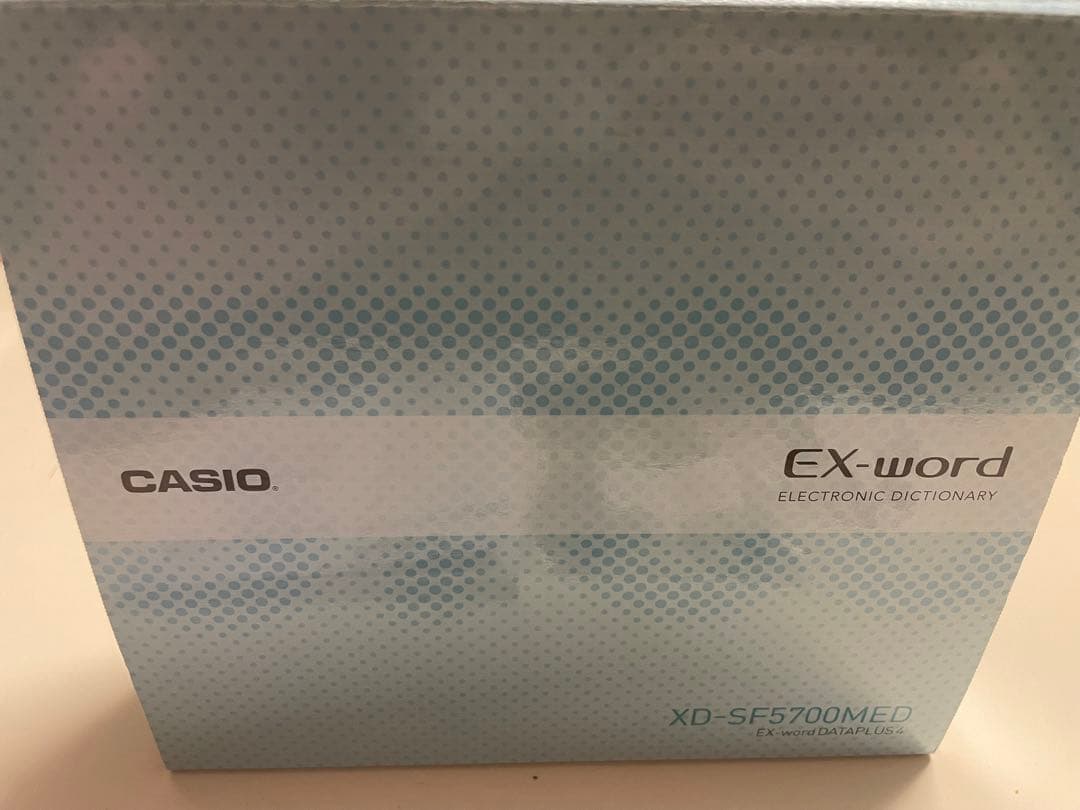 CASIO®
EX-word
ELECTRONIC DICTIONARY
XD-SF5700MED
EX-word DATAPLUS 4